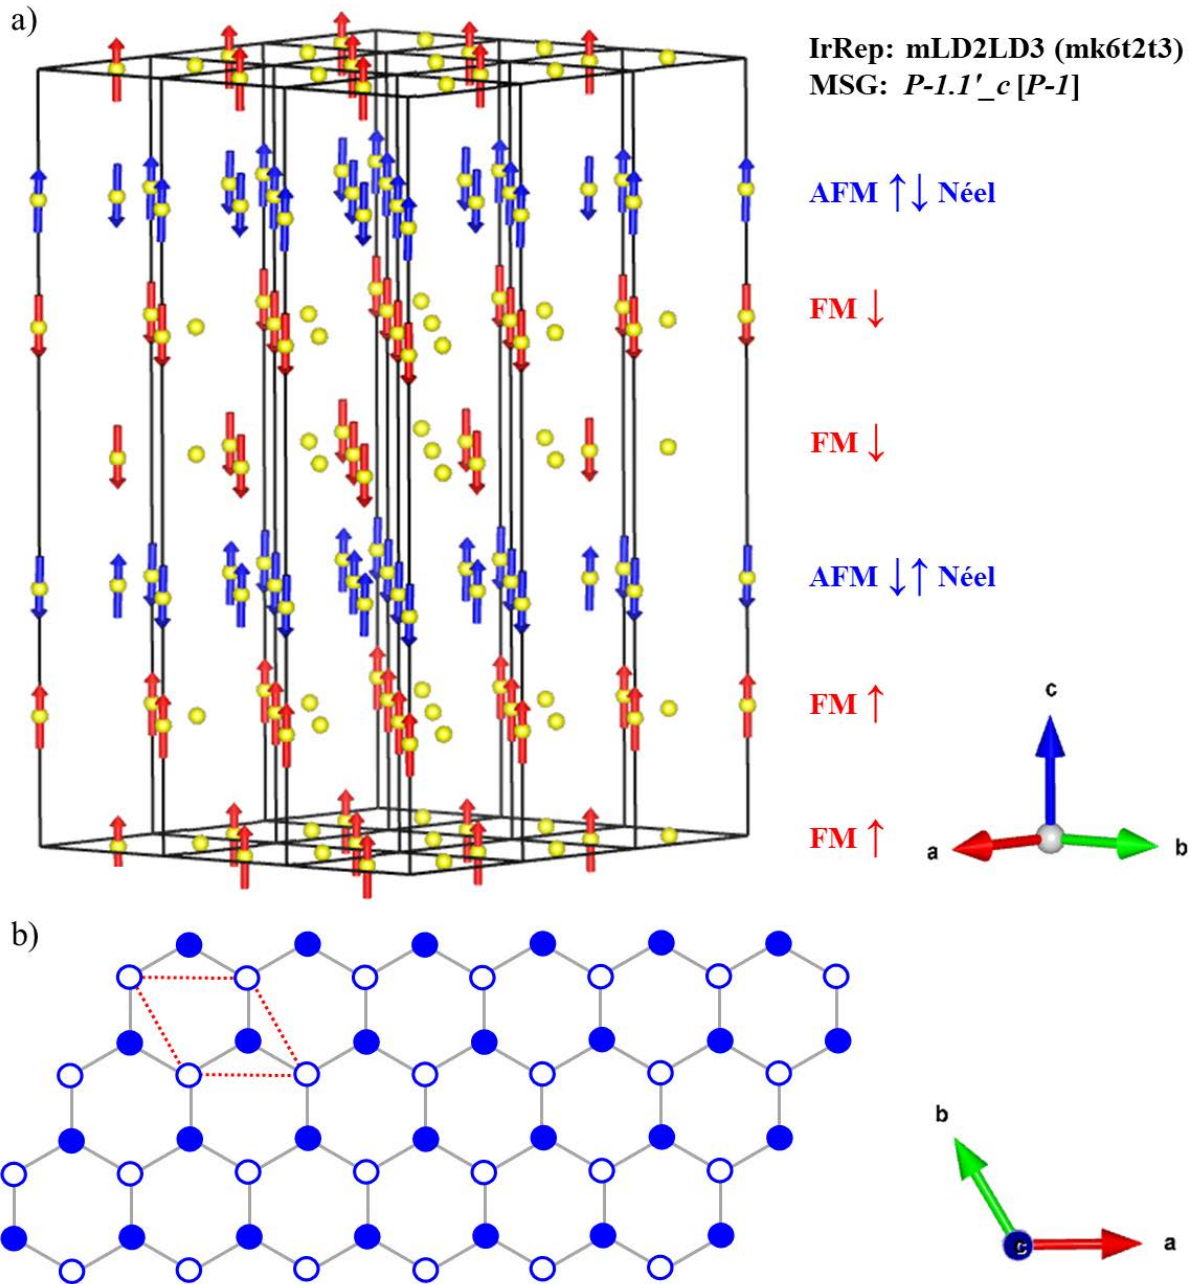 a)
IrRep: mLD2LD3 (mk6t2t3)
MSG: P-1.1'_c [P-1]
AFM ↑↓ Néel
FM ↓
FM ↓
AFM ↓↑ Néel
FM ↑
FM ↑
c
a
b
b)
b
c
a